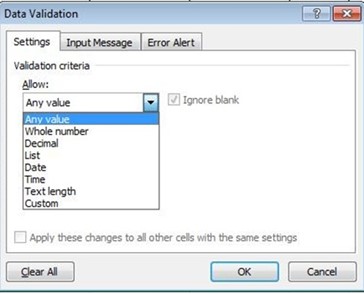 Data Validation
Settings Input Message Error Alert
Validation criteria
Allow:
Any value Ignore blank
Any value
Whole number
Decimal
List
Date
Time
Text length
Custom
Apply these changes to all other cells with the same settings
Clear All OK Cancel